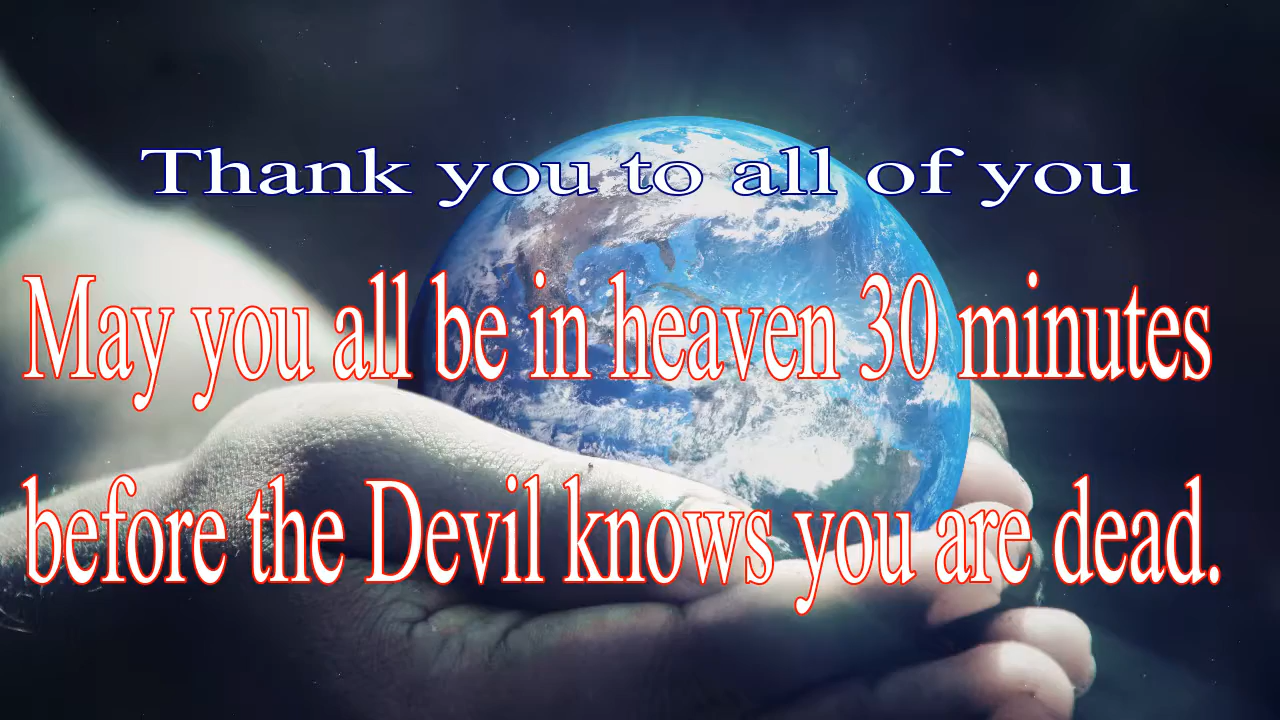 Thank you to all of you
May you all be in heaven 30 minutes
before the Devil knows you are dead.